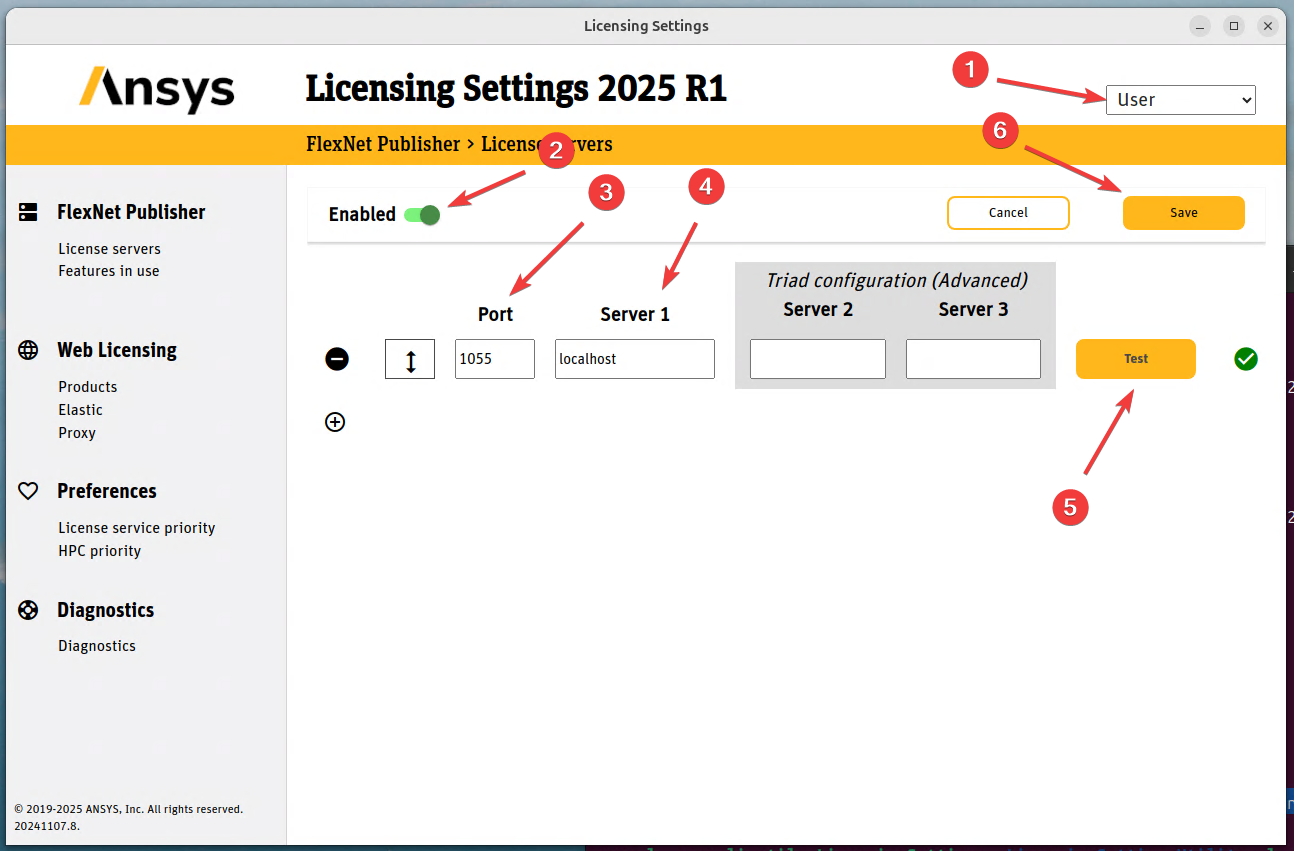 Licensing Settings
Ansys
Licensing Settings 2025 R1
1
User
6
FlexNet Publisher > License servers
2
3
4
Enabled
Cancel
Save
FlexNet Publisher
License servers
Features in use
Triad configuration (Advanced)
Port
Server 1
Server 2
Server 3
1055
localhost
Test
Web Licensing
Products
Elastic
Proxy
5
Preferences
License service priority
HPC priority
Diagnostics
Diagnostics
© 2019-2025 ANSYS, Inc. All rights reserved.
20241107.8.